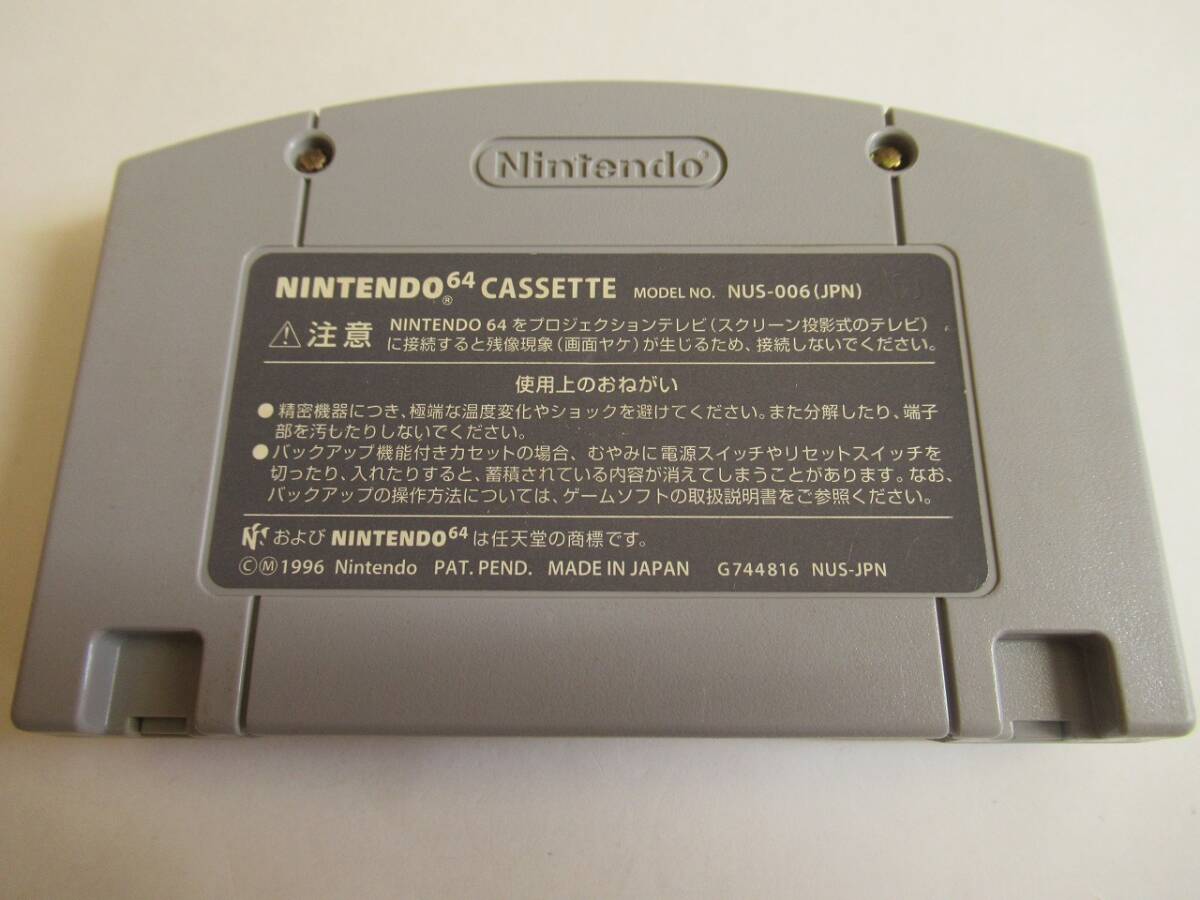 Nintendo®
NINTENDO®64 CASSETTE MODEL NO. NUS-006(JPN)
⚠注意 NINTENDO 64をプロジェクションテレビ(スクリーン投影式のテレビ)
に接続すると残像現象(画面ヤケ)が生じるため、接続しないでください。
使用上のおねがい
●精密機器につき、極端な温度変化やショックを避けてください。また分解したり、端子
部を汚もたりしないでください。
●バックアップ機能付きカセットの場合、むやみに電源スイッチやリセットスイッチを
切ったり、入れたりすると、蓄積されている内容が消えてしまうことがあります。なお、
バックアップの操作方法については、ゲームソフトの取扱説明書をご参照ください。
および NINTENDO64 は任天堂の商標です。
ⒸⓂ1996 Nintendo PAT. PEND. MADE IN JAPAN G744816 NUS-JPN